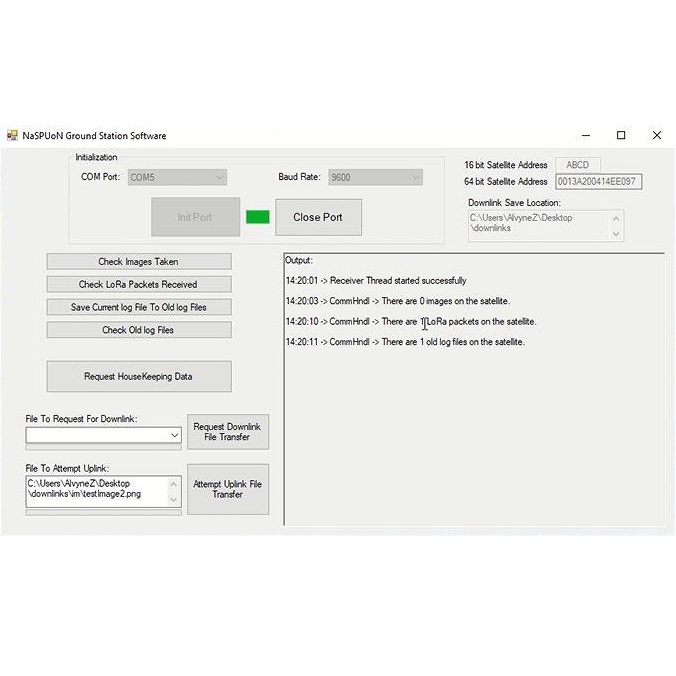 NaSPUoN Ground Station Software
Initialization
COM Port: COM5
Baud Rate: 9600
Init Port
Close Port
16 bit Satellite Address ABCD
64 bit Satellite Address 0013A200414EE097
Downlink Save Location:
C:\Users\AlvyneZ\Desktop
\downlinks
Check Images Taken
Check LoRa Packets Received
Save Current log File To Old log Files
Check Old log Files
Request HouseKeeping Data
File To Request For Downlink:
Request Downlink
File Transfer
File To Attempt Uplink:
C:\Users\AlvyneZ\Desktop
\downlinks\im\testImage2.png
Attempt Uplink File
Transfer
Output:
14:20:01 -> Receiver Thread started successfully
14:20:03 -> CommHndl -> There are 0 images on the satellite.
14:20:10 -> CommHndl -> There are LoRa packets on the satellite.
14:20:11 -> CommHndl -> There are 1 old log files on the satellite.